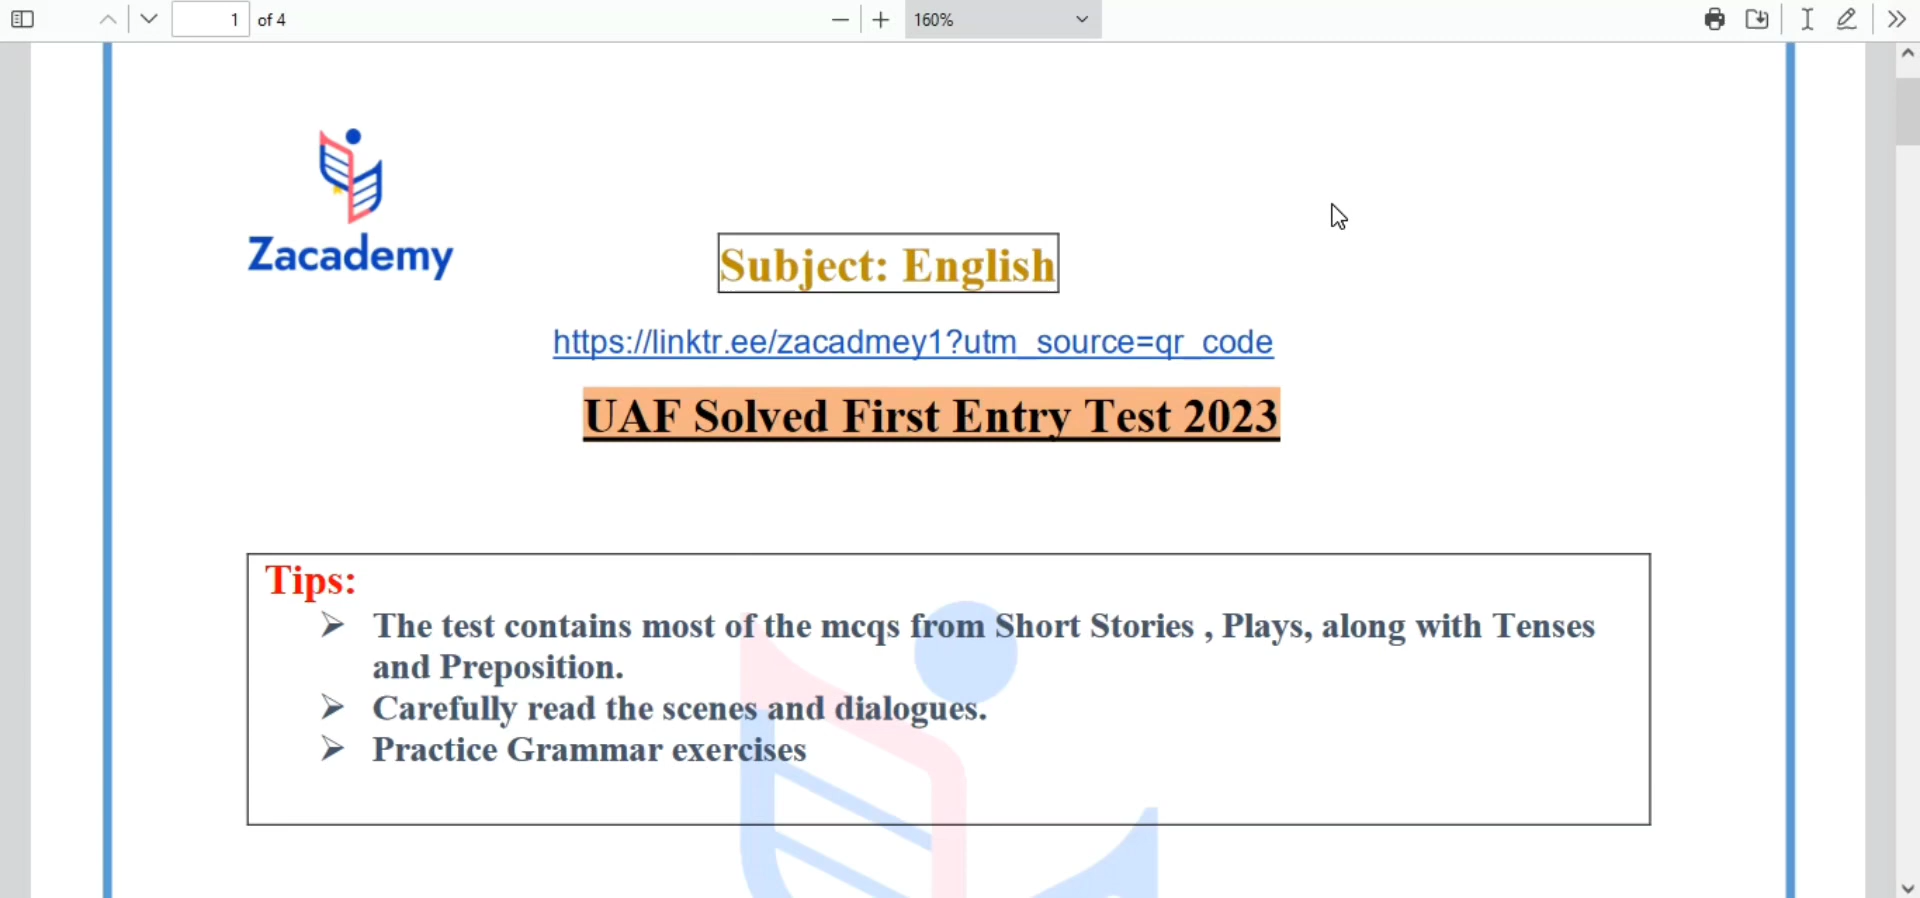 1 of 4 160%
Zacademy
Subject: English
https://linktr.ee/zacadmey1?utm_source=qr_code
UAF Solved First Entry Test 2023
Tips:
➢ The test contains most of the mcqs from Short Stories , Plays, along with Tenses
and Preposition.
➢ Carefully read the scenes and dialogues.
➢ Practice Grammar exercises